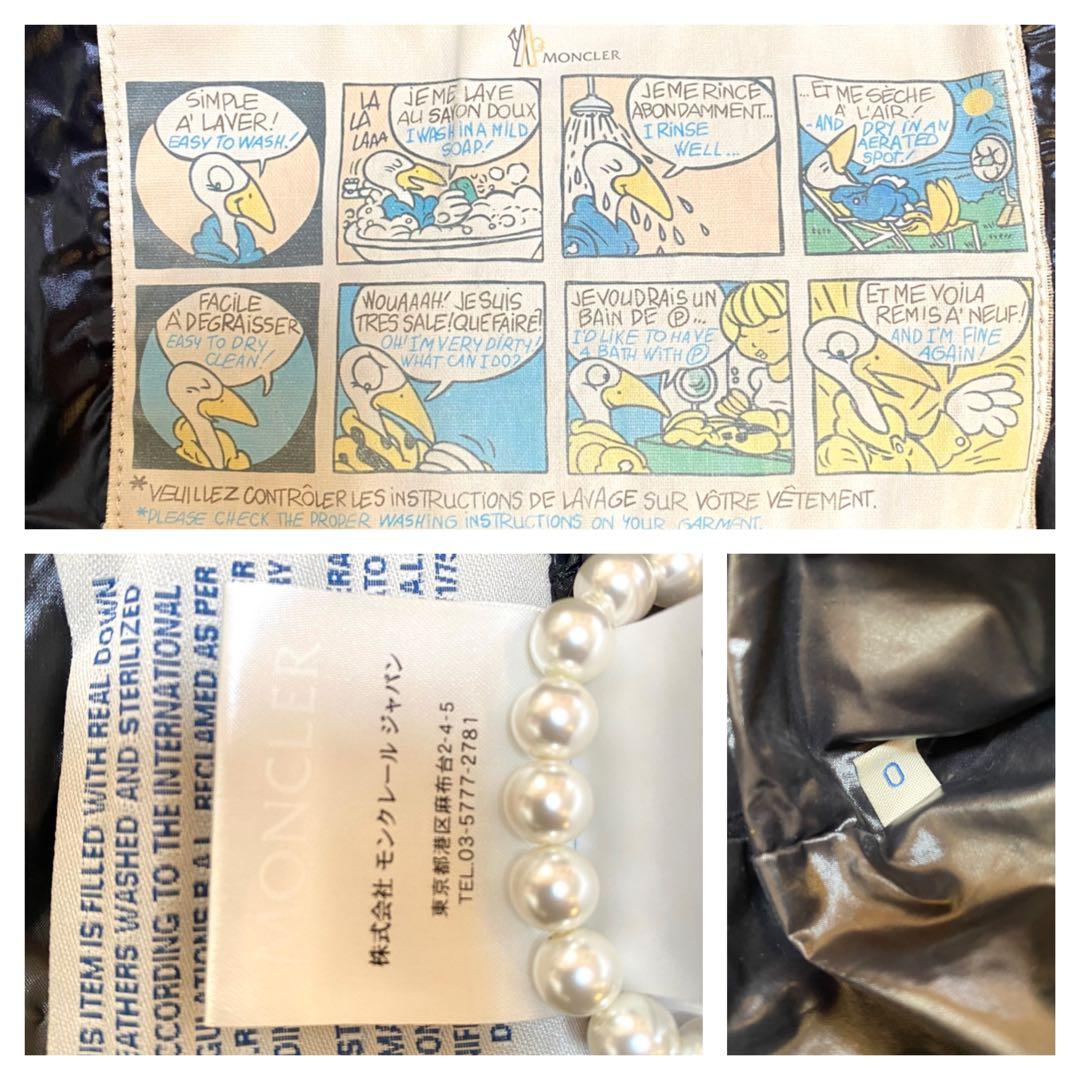 MONCLER
SIMPLE
A' LAVER!
EASY TO WASH!
LA
LA
LAAA
JE ME LAVE
AU SAVON DOUX
I WASH IN A MILD
SOAP!
JE ME RINCE
ABONDAMMENT...
I RINSE
WELL...
...ET ME SÈCHE
A' L'AIR!
-AND DRY IN AN
AERATED
SPOT!
FACILE
A' DEGRAISSER
EASY TO DRY
CLEAN!
WOUAAAH! JE SUIS
TRES SALE! QUE FAIRE?
OH! I'M VERY DIRTY!
WHAT CAN I DO?
JE VOUDRAIS UN
BAIN DE Ⓟ...
I'D LIKE TO HAVE
A BATH WITH Ⓟ
ET ME VOILA
REMIS A' NEUF!
AND I'M FINE
AGAIN!
*VEUILLEZ CONTRÔLER LES INSTRUCTIONS DE LAVAGE SUR VÔTRE VÊTEMENT.
*PLEASE CHECK THE PROPER WASHING INSTRUCTIONS ON YOUR GARMENT.
IS ITEM IS FILLED WITH REAL DOWN
EATHERS WASHED AND STERILIZED
CCORDING TO THE INTERNATIONAL
RECLAIMED AS PER
MONCLER
株式会社 モンクレール ジャパン
東京都港区麻布台2-4-5
TEL.03-5777-2781
0